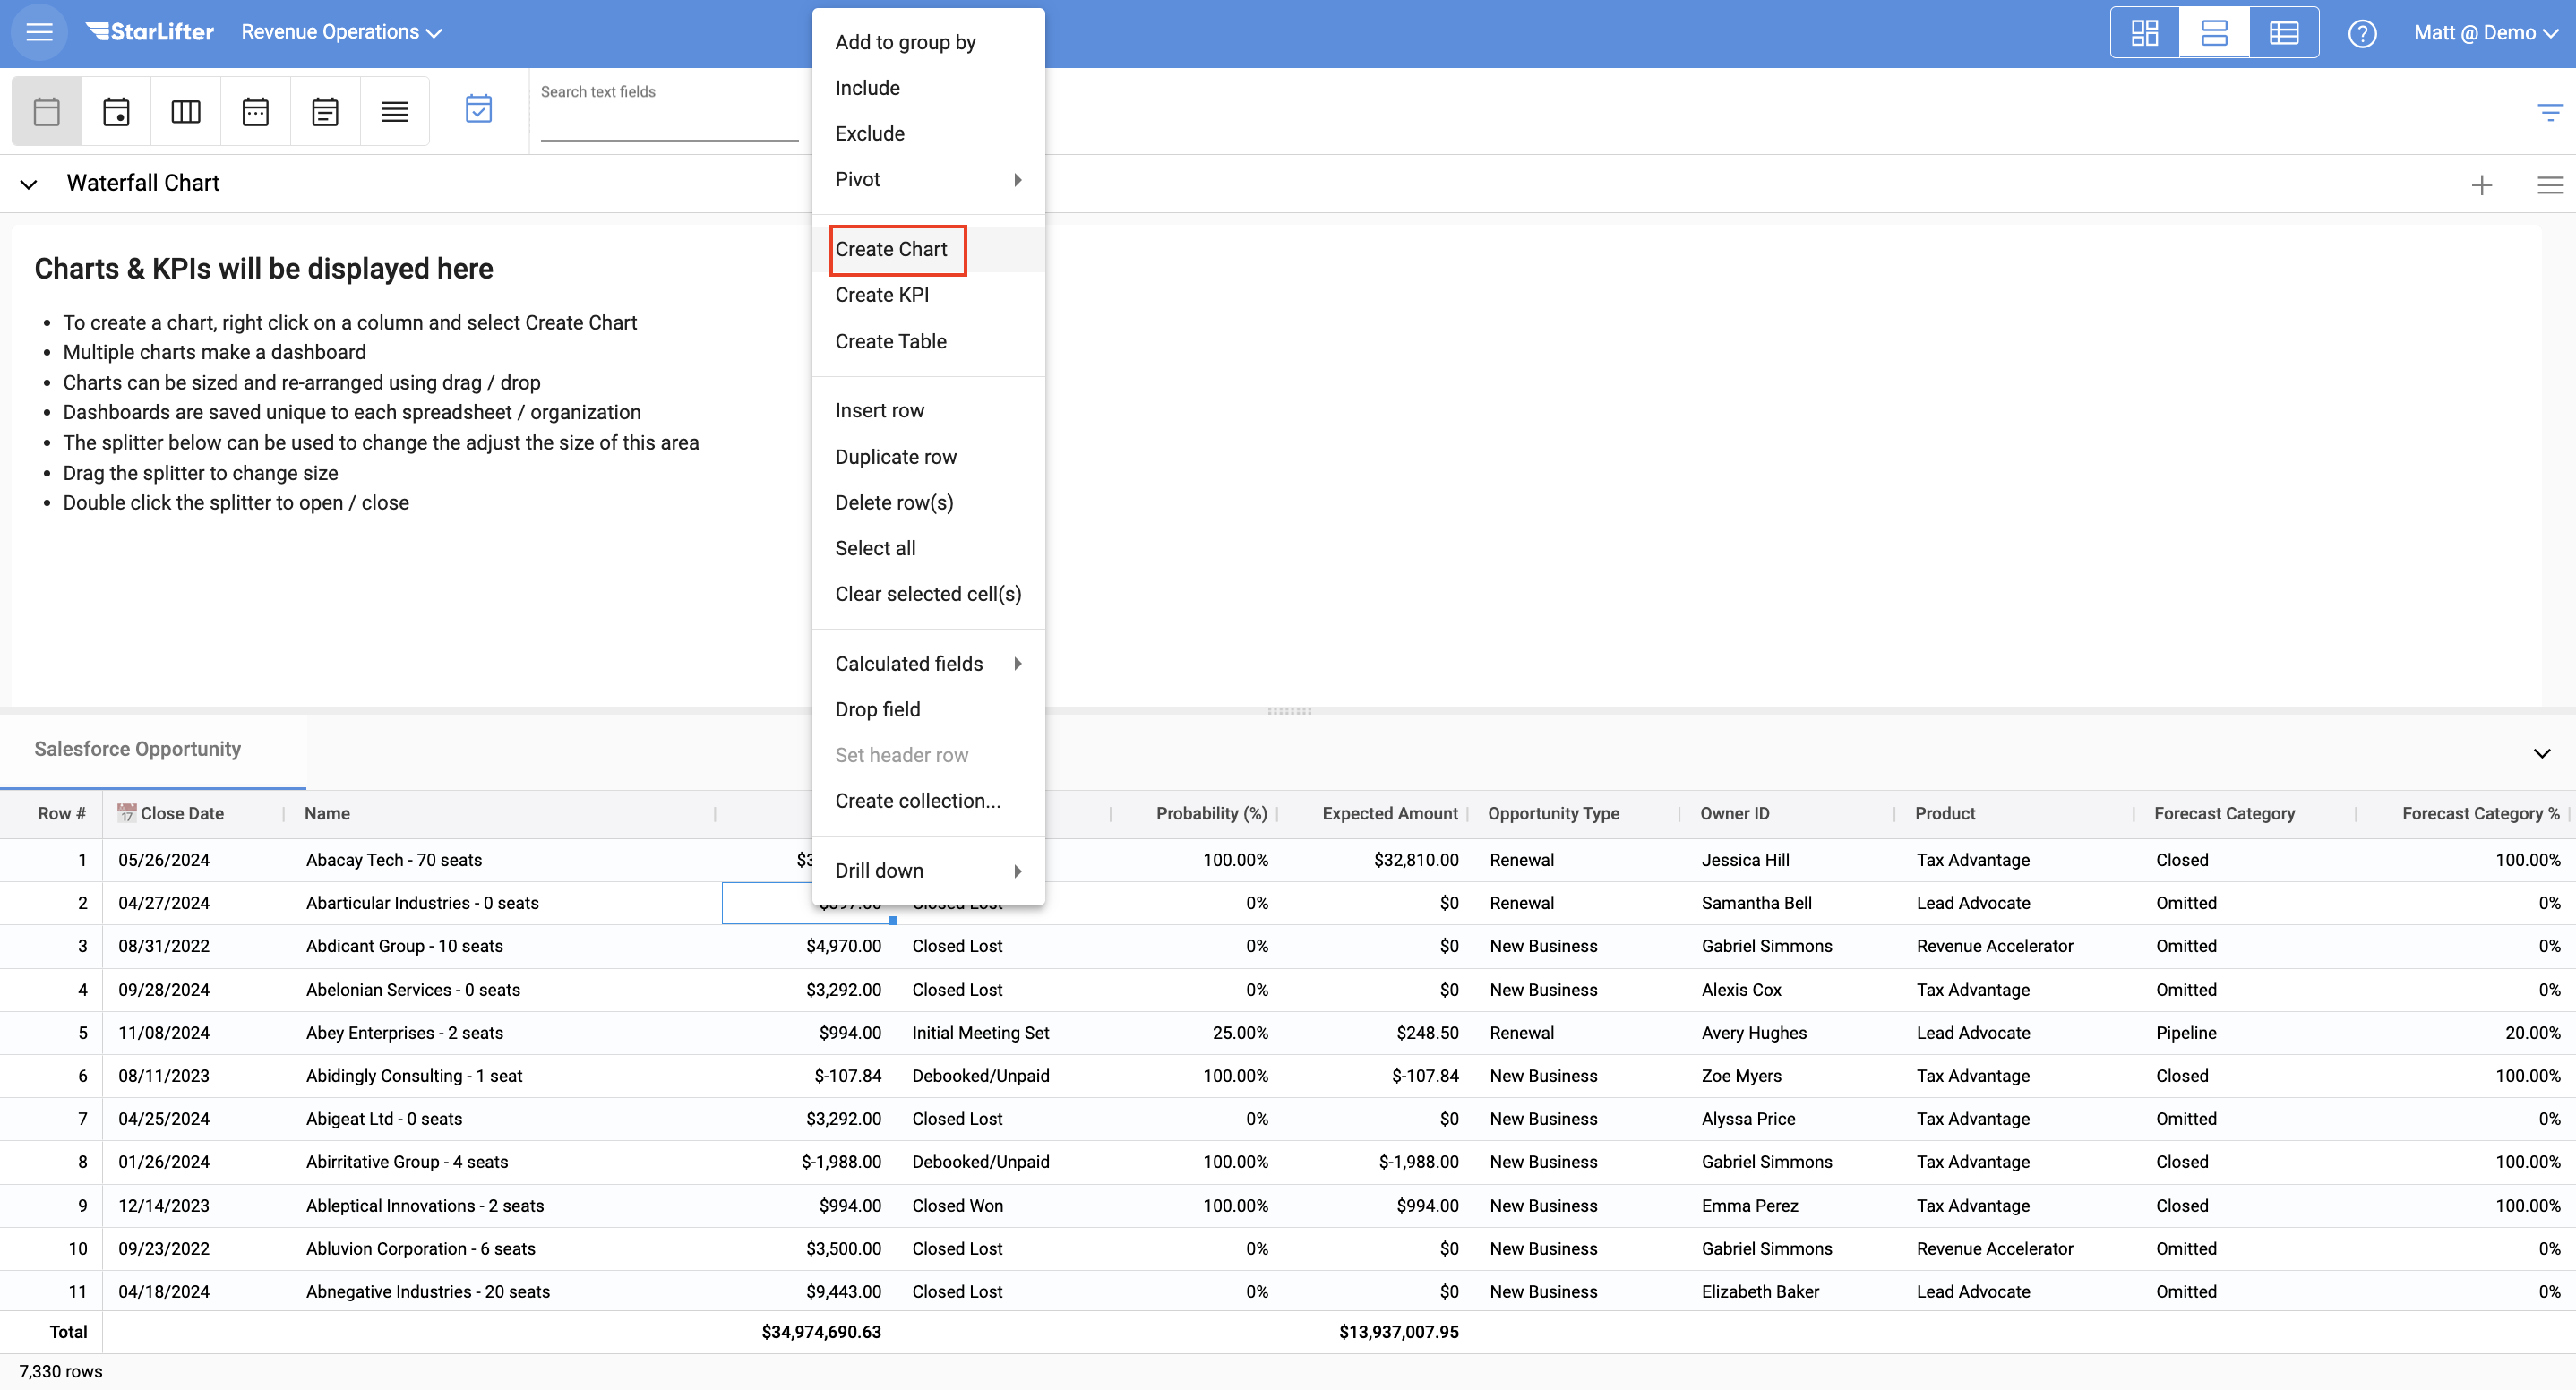 StarLifter Revenue Operations Matt @ Demo
Search text fields
Waterfall Chart
Charts & KPIs will be displayed here
• To create a chart, right click on a column and select Create Chart
• Multiple charts make a dashboard
• Charts can be sized and re-arranged using drag / drop
• Dashboards are saved unique to each spreadsheet / organization
• The splitter below can be used to change the adjust the size of this area
• Drag the splitter to change size
• Double click the splitter to open / close
Add to group by
Include
Exclude
Pivot
Create Chart
Create KPI
Create Table
Insert row
Duplicate row
Delete row(s)
Select all
Clear selected cell(s)
Calculated fields
Drop field
Set header row
Create collection...
Drill down
Salesforce Opportunity
Row # 17 Close Date Name Probability (%) Expected Amount Opportunity Type Owner ID Product Forecast Category Forecast Category %
1 05/26/2024 Abacay Tech - 70 seats 100.00% $32,810.00 Renewal Jessica Hill Tax Advantage Closed 100.00%
2 04/27/2024 Abarticular Industries - 0 seats 0% $0 Renewal Samantha Bell Lead Advocate Omitted 0%
3 08/31/2022 Abdicant Group - 10 seats $4,970.00 Closed Lost 0% $0 New Business Gabriel Simmons Revenue Accelerator Omitted 0%
4 09/28/2024 Abelonian Services - 0 seats $3,292.00 Closed Lost 0% $0 New Business Alexis Cox Tax Advantage Omitted 0%
5 11/08/2024 Abey Enterprises - 2 seats $994.00 Initial Meeting Set 25.00% $248.50 Renewal Avery Hughes Lead Advocate Pipeline 20.00%
6 08/11/2023 Abidingly Consulting - 1 seat $-107.84 Debooked/Unpaid 100.00% $-107.84 New Business Zoe Myers Tax Advantage Closed 100.00%
7 04/25/2024 Abigeat Ltd - 0 seats $3,292.00 Closed Lost 0% $0 New Business Alyssa Price Tax Advantage Omitted 0%
8 01/26/2024 Abirritative Group - 4 seats $-1,988.00 Debooked/Unpaid 100.00% $-1,988.00 New Business Gabriel Simmons Tax Advantage Closed 100.00%
9 12/14/2023 Ableptical Innovations - 2 seats $994.00 Closed Won 100.00% $994.00 New Business Emma Perez Tax Advantage Closed 100.00%
10 09/23/2022 Abluvion Corporation - 6 seats $3,500.00 Closed Lost 0% $0 New Business Gabriel Simmons Revenue Accelerator Omitted 0%
11 04/18/2024 Abnegative Industries - 20 seats $9,443.00 Closed Lost 0% $0 New Business Elizabeth Baker Lead Advocate Omitted 0%
Total $34,974,690.63 $13,937,007.95
7,330 rows